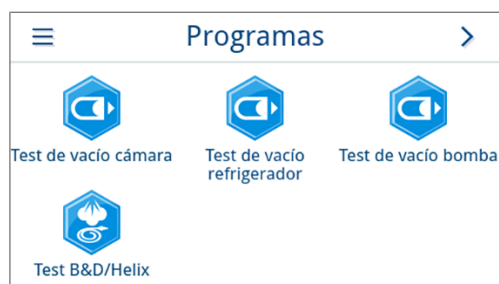 Programas
Test de vacío cámara
Test de vacío
refrigerador
Test de vacío bomba
Test B&D/Helix